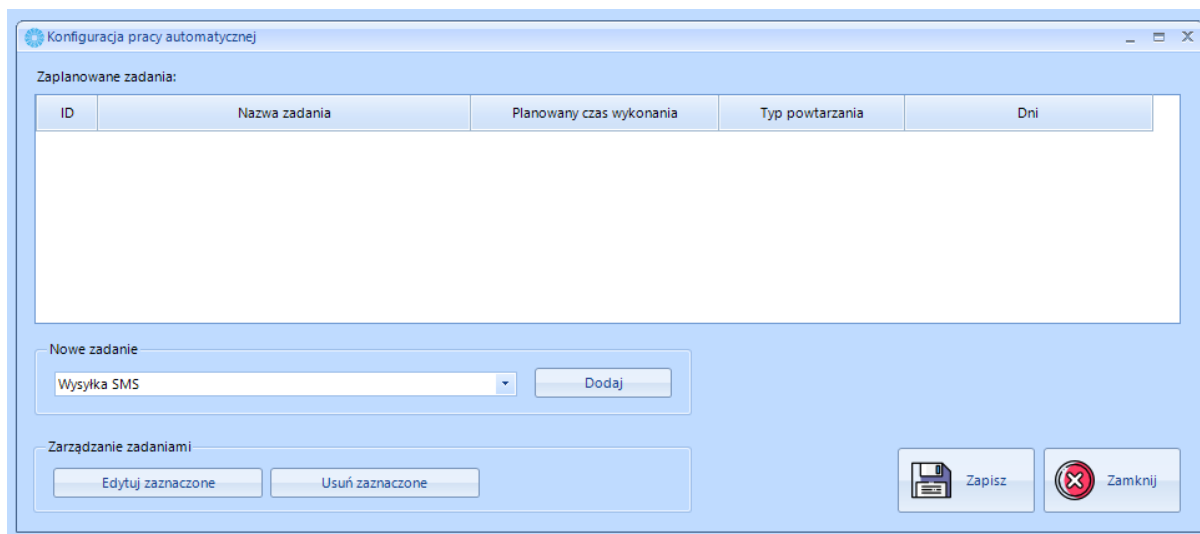 Konfiguracja pracy automatycznej
Zaplanowane zadania:
ID Nazwa zadania Planowany czas wykonania Typ powtarzania Dni
Nowe zadanie
Wysyłka SMS Dodaj
Zarządzanie zadaniami
Edytuj zaznaczone Usuń zaznaczone Zapisz Zamknij